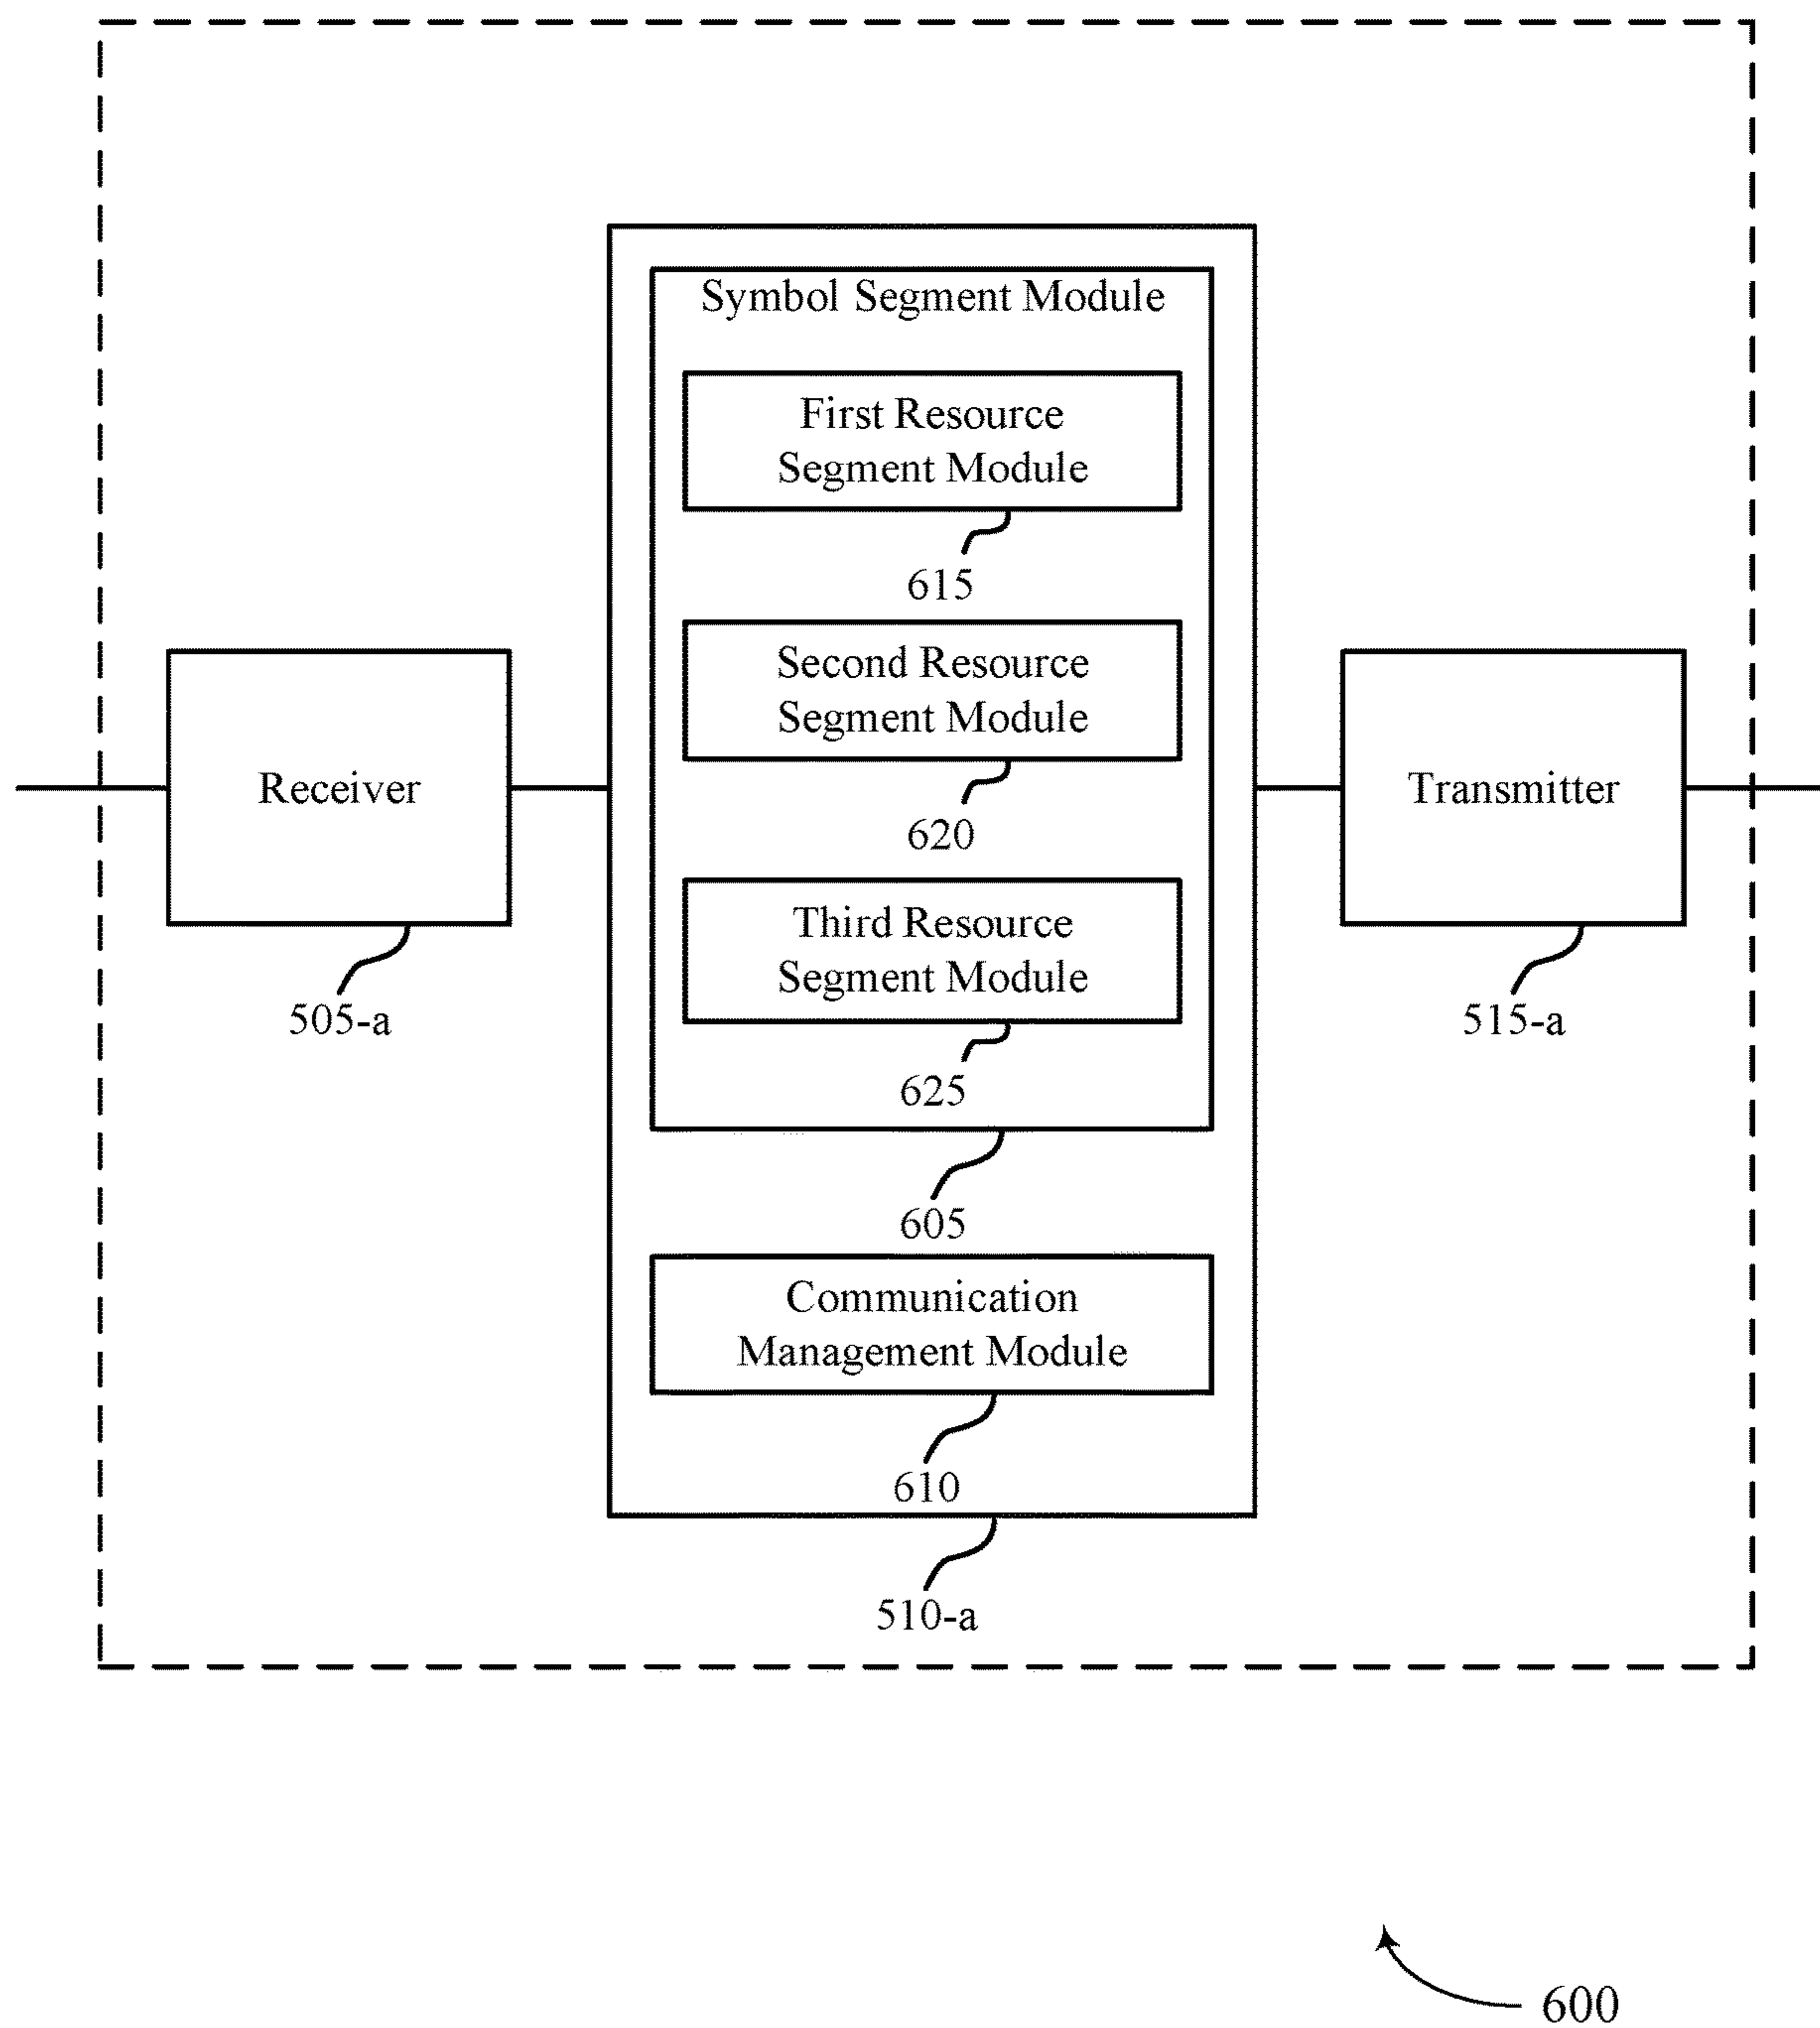 Symbol Segment Module
First Resource
Segment Module
615
Second Resource
Segment Module
620
Third Resource
Segment Module
625
605
Communication
Management Module
610
510-a
Receiver
505-a
Transmitter
515-a
600